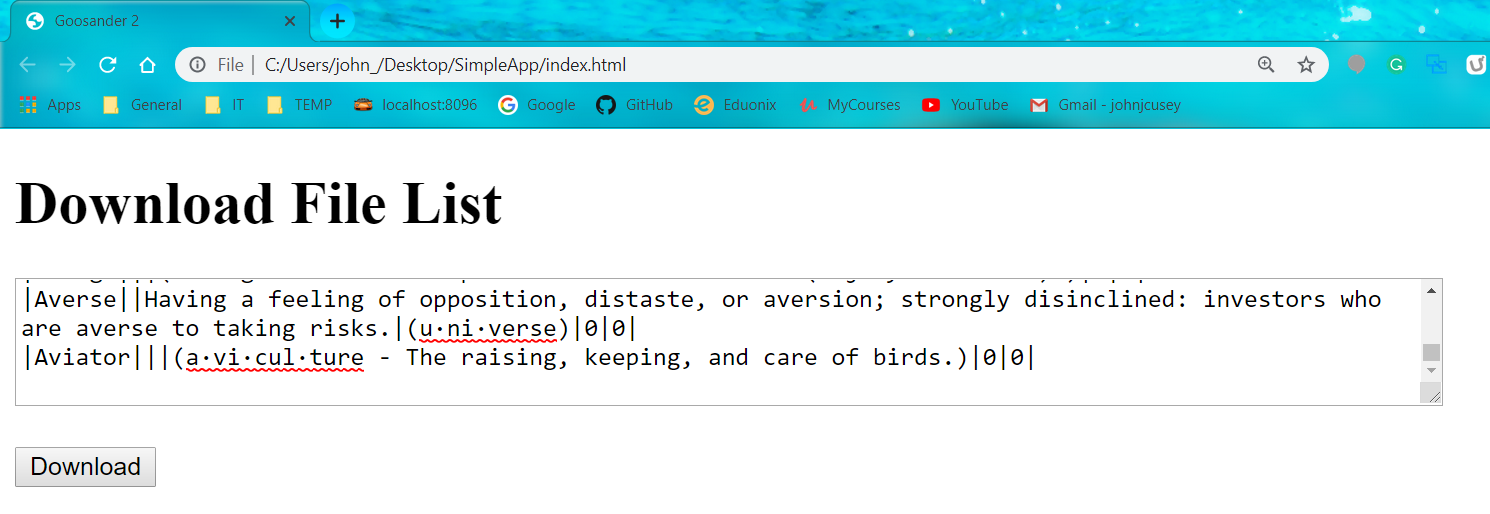 Goosander 2
File | C:/Users/john_/Desktop/SimpleApp/index.html
Apps General IT TEMP localhost:8096 Google GitHub Eduonix MyCourses YouTube Gmail - johnjcusey
Download File List
|Averse||Having a feeling of opposition, distaste, or aversion; strongly disinclined: investors who
are averse to taking risks.|(u·ni·verse)|0|0|
|Aviator|||(a·vi·cul·ture - The raising, keeping, and care of birds.)|0|0|
Download